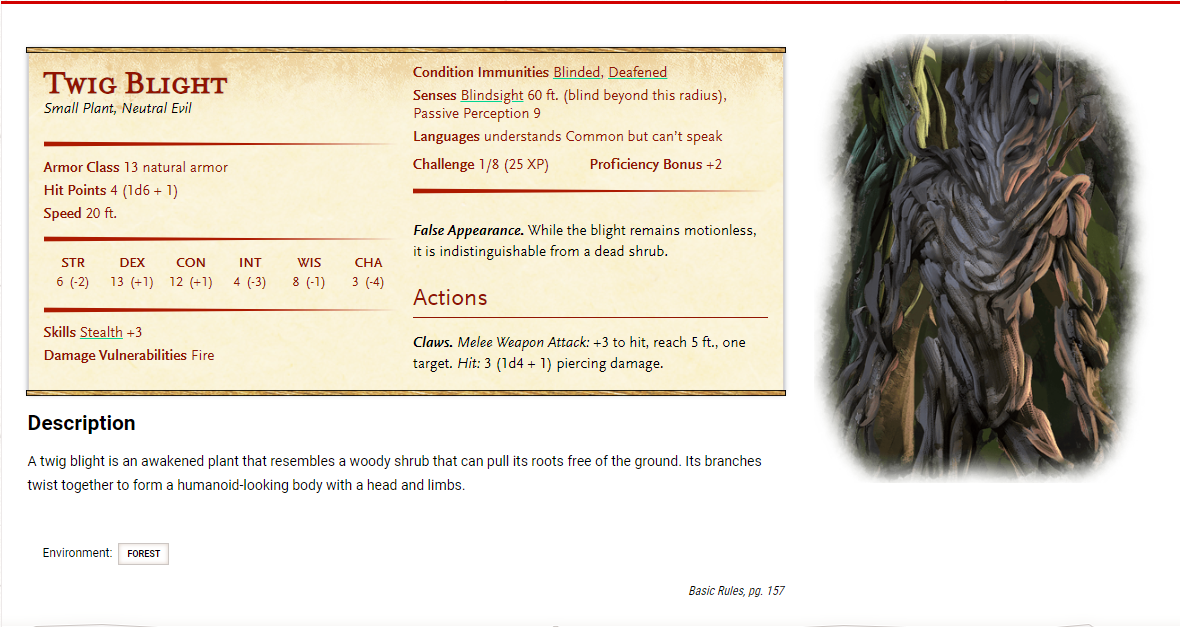 Twig Blight
Small Plant, Neutral Evil
Armor Class 13 natural armor
Hit Points 4 (1d6 + 1)
Speed 20 ft.
STR DEX CON INT WIS CHA
6 (-2) 13 (+1) 12 (+1) 4 (-3) 8 (-1) 3 (-4)
Skills Stealth +3
Damage Vulnerabilities Fire
Condition Immunities Blinded, Deafened
Senses Blindsight 60 ft. (blind beyond this radius),
Passive Perception 9
Languages understands Common but can't speak
Challenge 1/8 (25 XP) Proficiency Bonus +2
False Appearance. While the blight remains motionless,
it is indistinguishable from a dead shrub.
Actions
Claws. Melee Weapon Attack: +3 to hit, reach 5 ft., one
target. Hit: 3 (1d4 + 1) piercing damage.
Description
A twig blight is an awakened plant that resembles a woody shrub that can pull its roots free of the ground. Its branches
twist together to form a humanoid-looking body with a head and limbs.
Environment: FOREST
Basic Rules, pg. 157